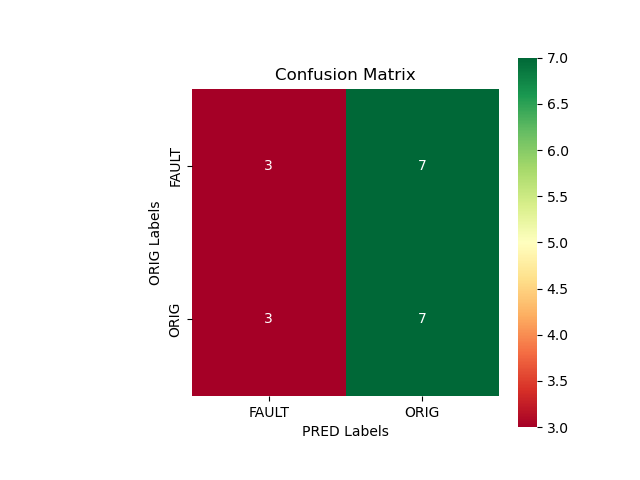 Confusion Matrix
ORIG Labels
FAULT
ORIG
3
7
3
7
FAULT
ORIG
PRED Labels
7.0
6.5
6.0
5.5
5.0
4.5
4.0
3.5
3.0